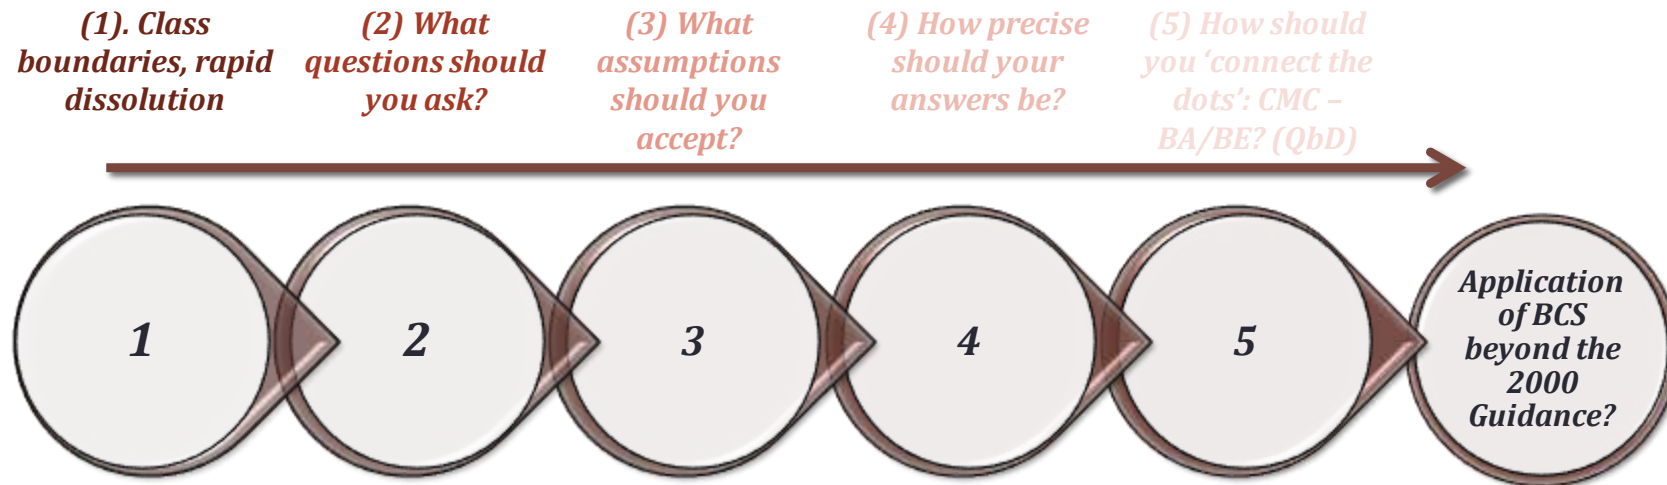 (1). Class
boundaries, rapid
dissolution
(2) What
questions should
you ask?
(3) What
assumptions
should you
accept?
(4) How precise
should your
answers be?
(5) How should
you ‘connect the
dots’: CMC –
BA/BE? (QbD)
1
2
3
4
5
Application
of BCS
beyond the
2000
Guidance?